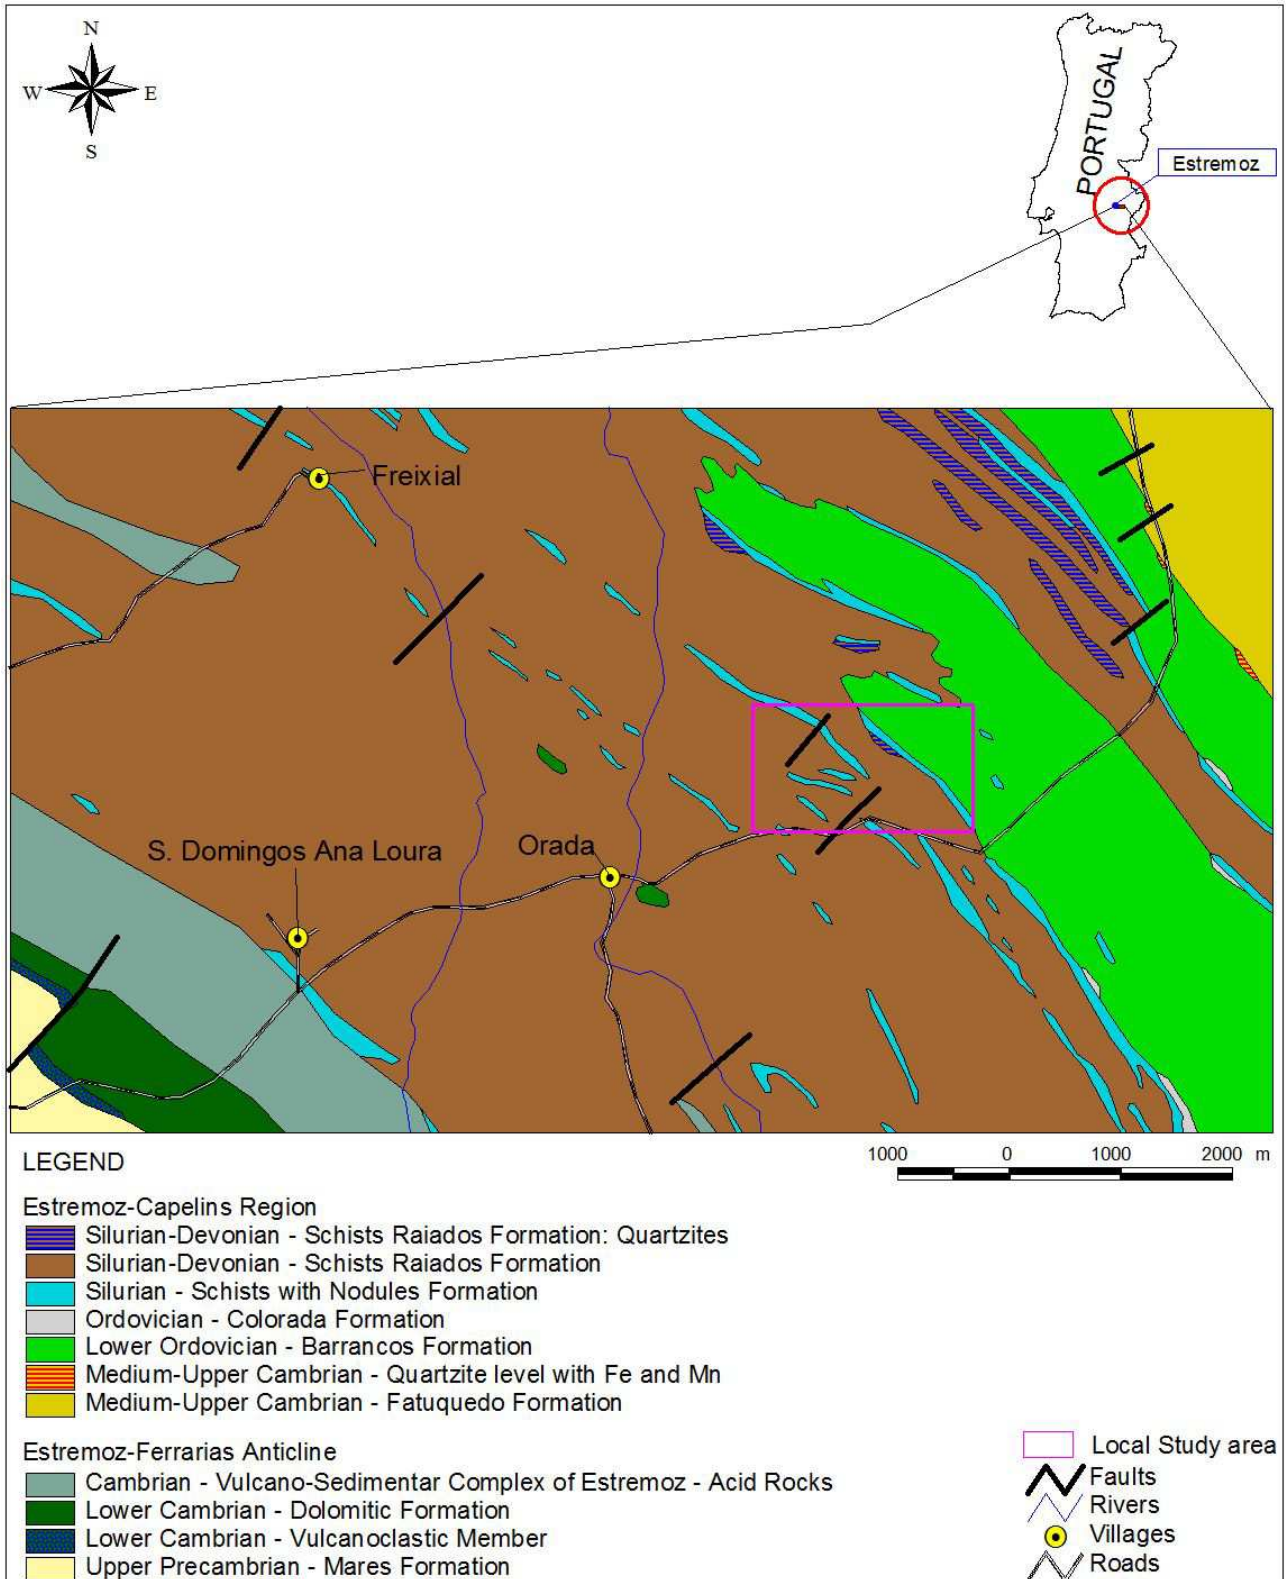 N
W E
S
PORTUGAL
Estremoz
Freixial
S. Domingos Ana Loura
Orada
LEGEND
1000 0 1000 2000 m
Estremoz-Capelins Region
Silurian-Devonian - Schists Raiados Formation: Quartzites
Silurian-Devonian - Schists Raiados Formation
Silurian - Schists with Nodules Formation
Ordovician - Colorada Formation
Lower Ordovician - Barrancos Formation
Medium-Upper Cambrian - Quartzite level with Fe and Mn
Medium-Upper Cambrian - Fatuquedo Formation
Estremoz-Ferrarias Anticline
Cambrian - Vulcano-Sedimentar Complex of Estremoz - Acid Rocks
Lower Cambrian - Dolomitic Formation
Lower Cambrian - Vulcanoclastic Member
Upper Precambrian - Mares Formation
Local Study area
Faults
Rivers
Villages
Roads